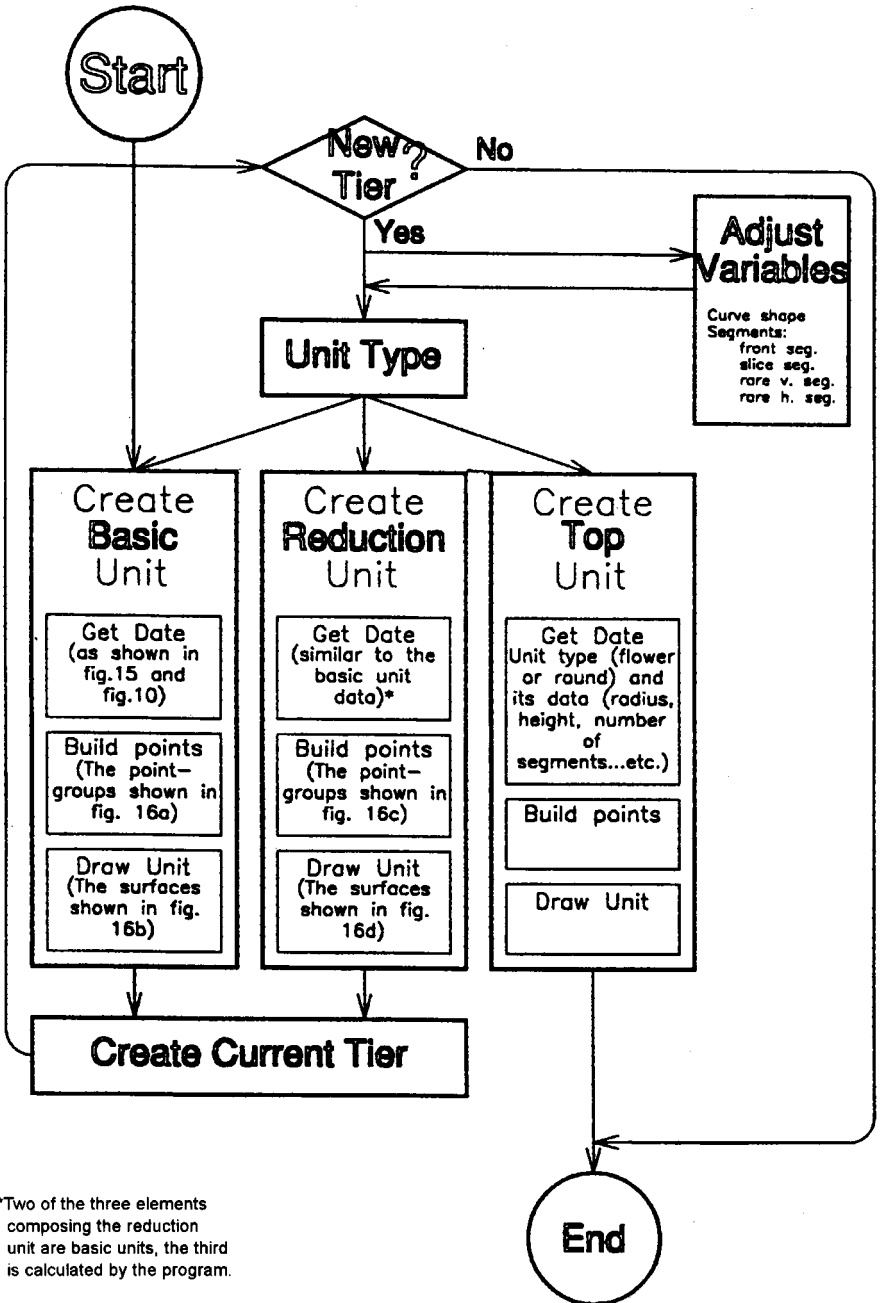 Start
New
Tier
?
No
Yes
Adjust
Variables
Curve shape
Segments:
front seg.
slice seg.
rare v. seg.
rare h. seg.
Unit Type
Create
Basic
Unit
Get Date
(as shown in
fig.15 and
fig.10)
Build points
(The point-
groups shown in
fig. 16a)
Draw Unit
(The surfaces
shown in fig.
16b)
Create
Reduction
Unit
Get Date
(similar to the
basic unit
data)*
Build points
(The point-
groups shown in
fig. 16c)
Draw Unit
(The surfaces
shown in fig.
16d)
Create
Top
Unit
Get Date
Unit type (flower
or round) and
its data (radius,
height, number
of
segments...etc.)
Build points
Draw Unit
Create Current Tier
End
*Two of the three elements
composing the reduction
unit are basic units, the third
is calculated by the program.